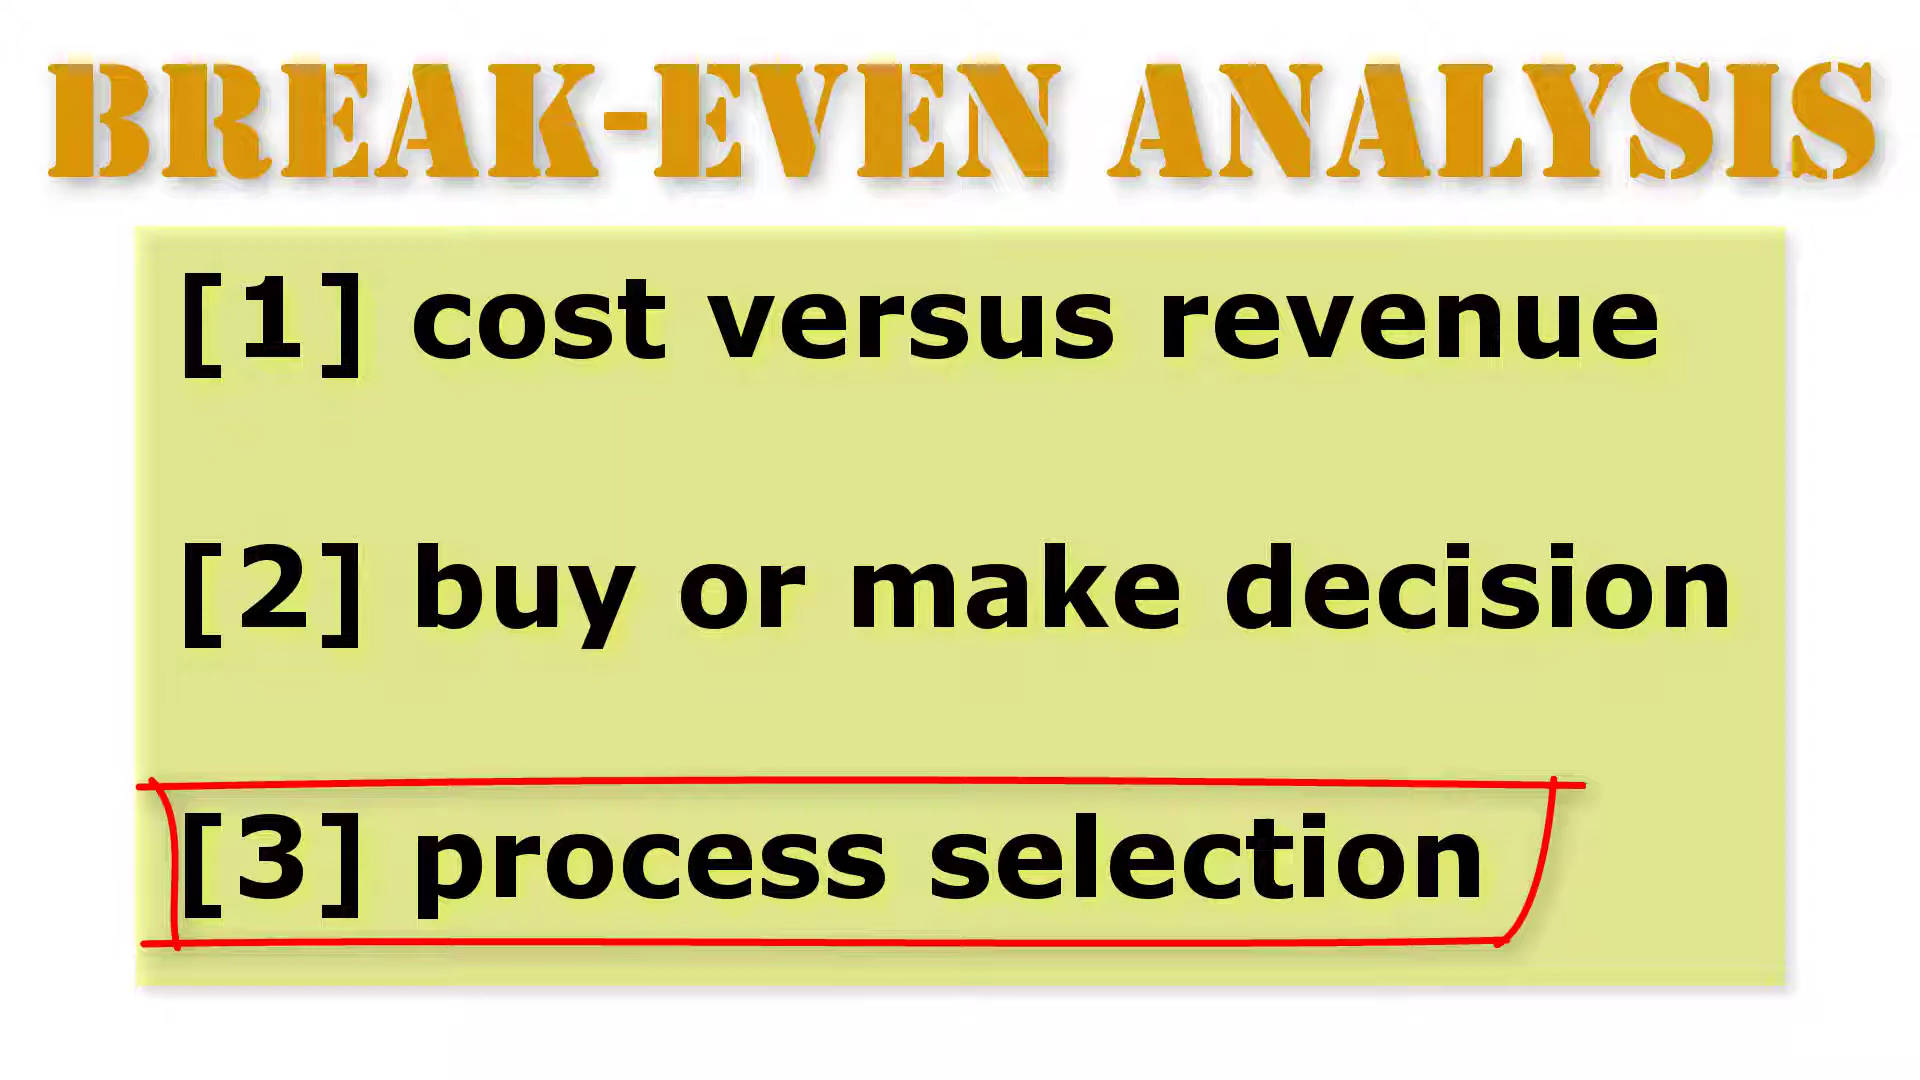 BREAK-EVEN ANALYSIS
[1] cost versus revenue
[2] buy or make decision
[3] process selection